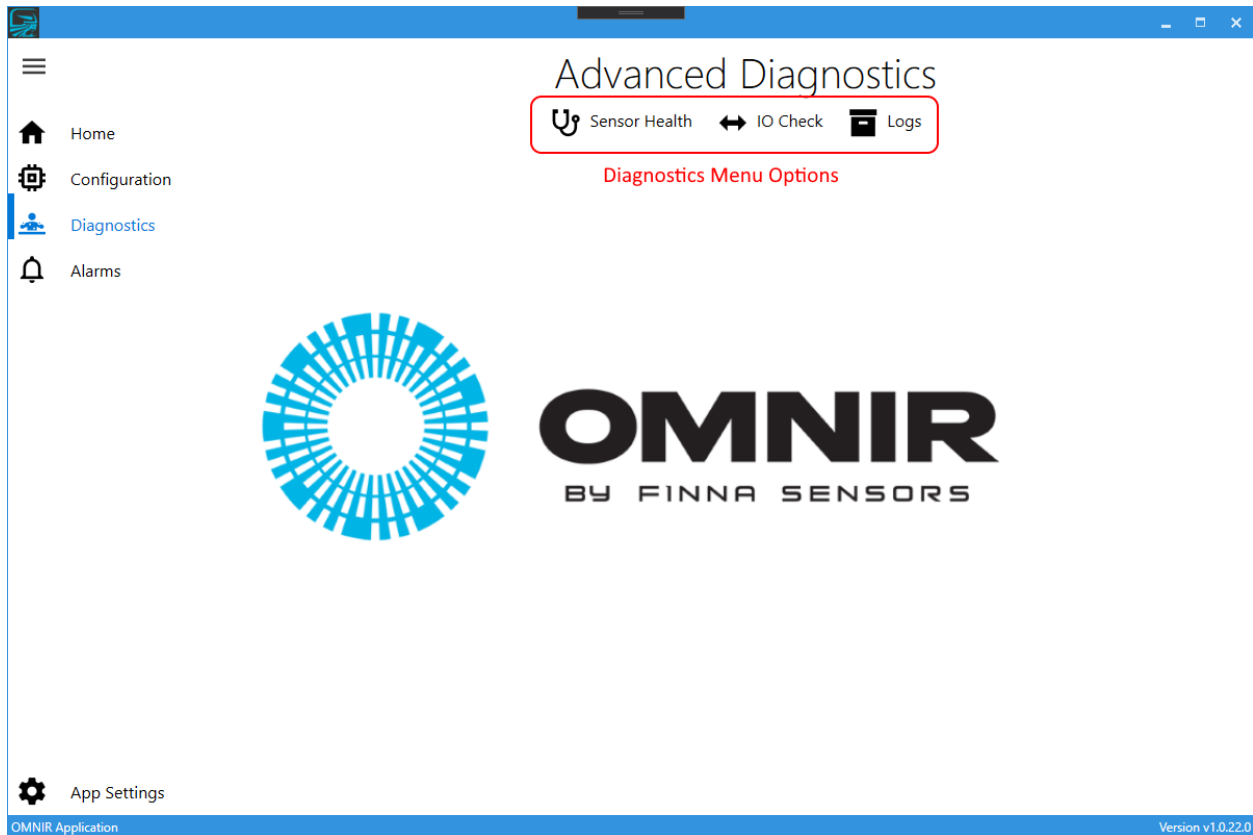 Advanced Diagnostics
Sensor Health IO Check Logs
Diagnostics Menu Options
Home
Configuration
Diagnostics
Alarms
OMNIR
BY FINNA SENSORS
App Settings
OMNIR Application Version v1.0.22.0